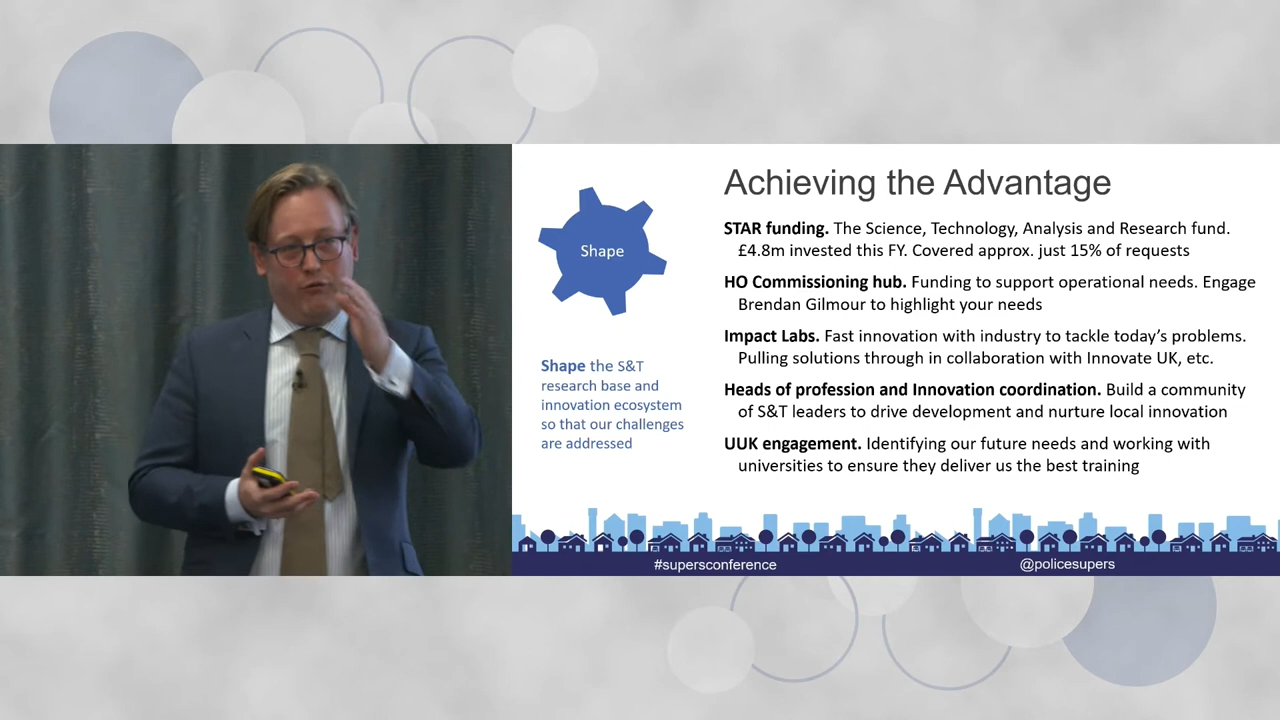 Achieving the Advantage
Shape
STAR funding. The Science, Technology, Analysis and Research fund.
£4.8m invested this FY. Covered approx. just 15% of requests
HO Commissioning hub. Funding to support operational needs. Engage
Brendan Gilmour to highlight your needs
Impact Labs. Fast innovation with industry to tackle today's problems.
Pulling solutions through in collaboration with Innovate UK, etc.
Heads of profession and Innovation coordination. Build a community
of S&T leaders to drive development and nurture local innovation
UUK engagement. Identifying our future needs and working with
universities to ensure they deliver us the best training
Shape the S&T
research base and
innovation ecosystem
so that our challenges
are addressed
#supersconference
@policesupers